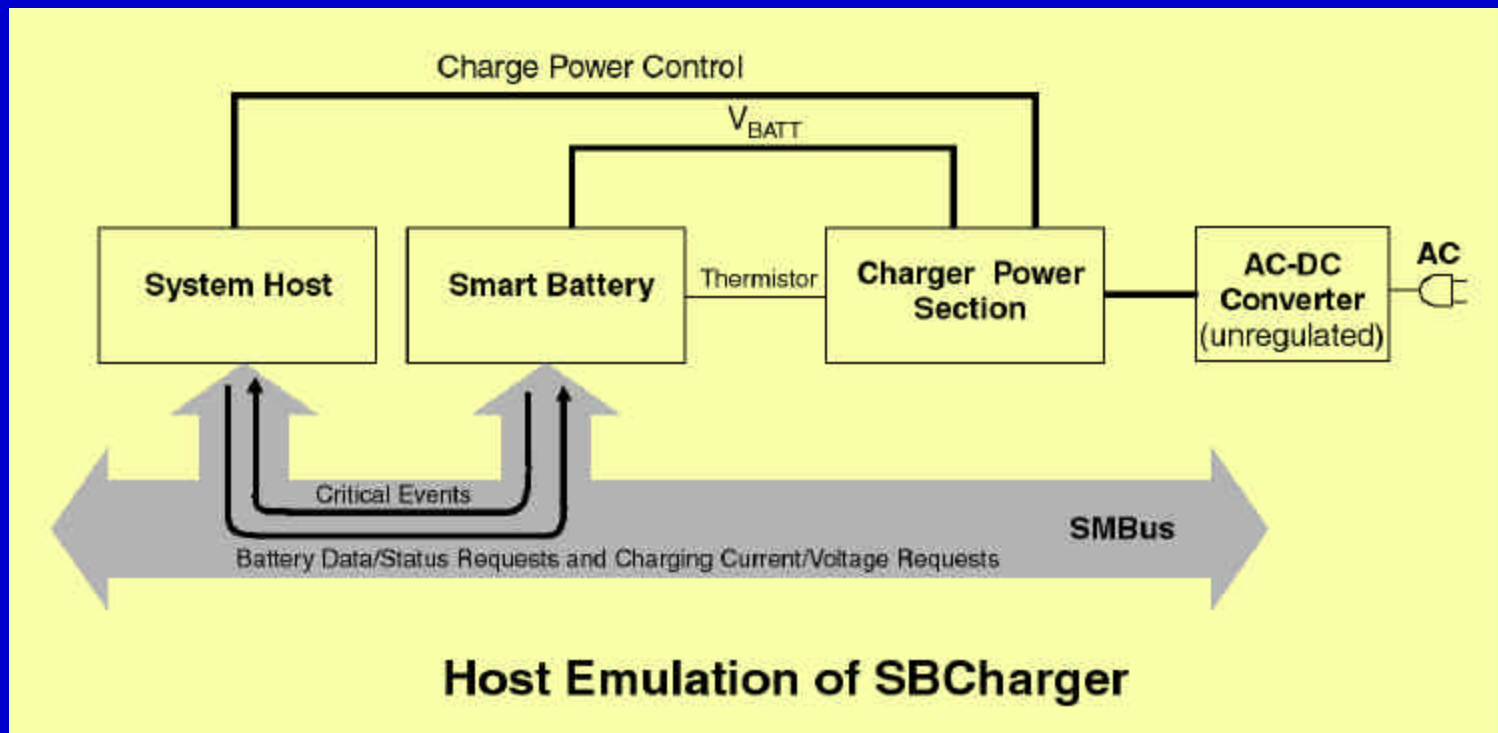 Charge Power Control
V_BATT
System Host
Smart Battery
Thermistor
Charger Power
Section
AC-DC
Converter
(unregulated)
AC
Critical Events
SMBus
Battery Data/Status Requests and Charging Current/Voltage Requests
Host Emulation of SBCharger